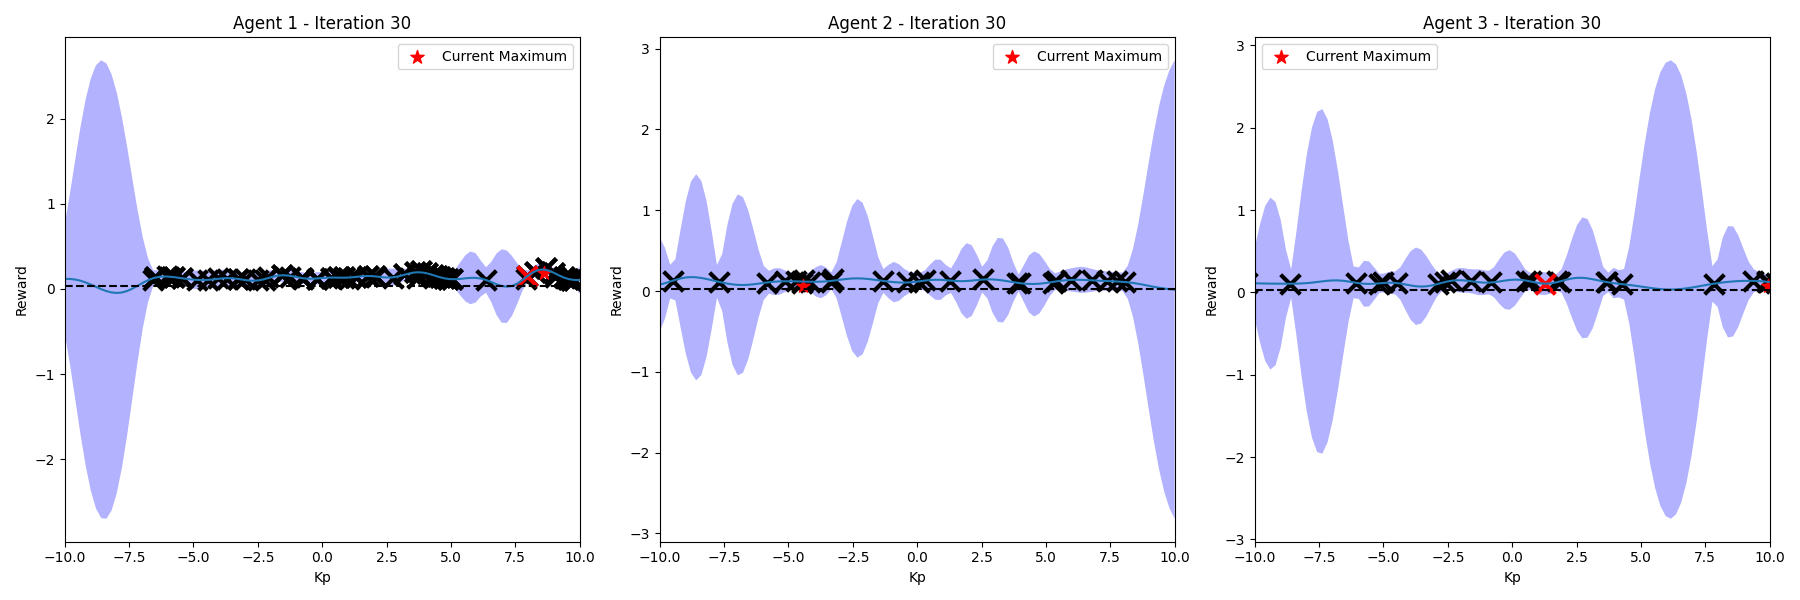 Agent 1 - Iteration 30
Current Maximum
Reward
2
1
0
−1
−2
−10.0 −7.5 −5.0 −2.5 0.0 2.5 5.0 7.5 10.0
Kp
Agent 2 - Iteration 30
Current Maximum
Reward
3
2
1
0
−1
−2
−3
−10.0 −7.5 −5.0 −2.5 0.0 2.5 5.0 7.5 10.0
Kp
Agent 3 - Iteration 30
Current Maximum
Reward
3
2
1
0
−1
−2
−3
−10.0 −7.5 −5.0 −2.5 0.0 2.5 5.0 7.5 10.0
Kp